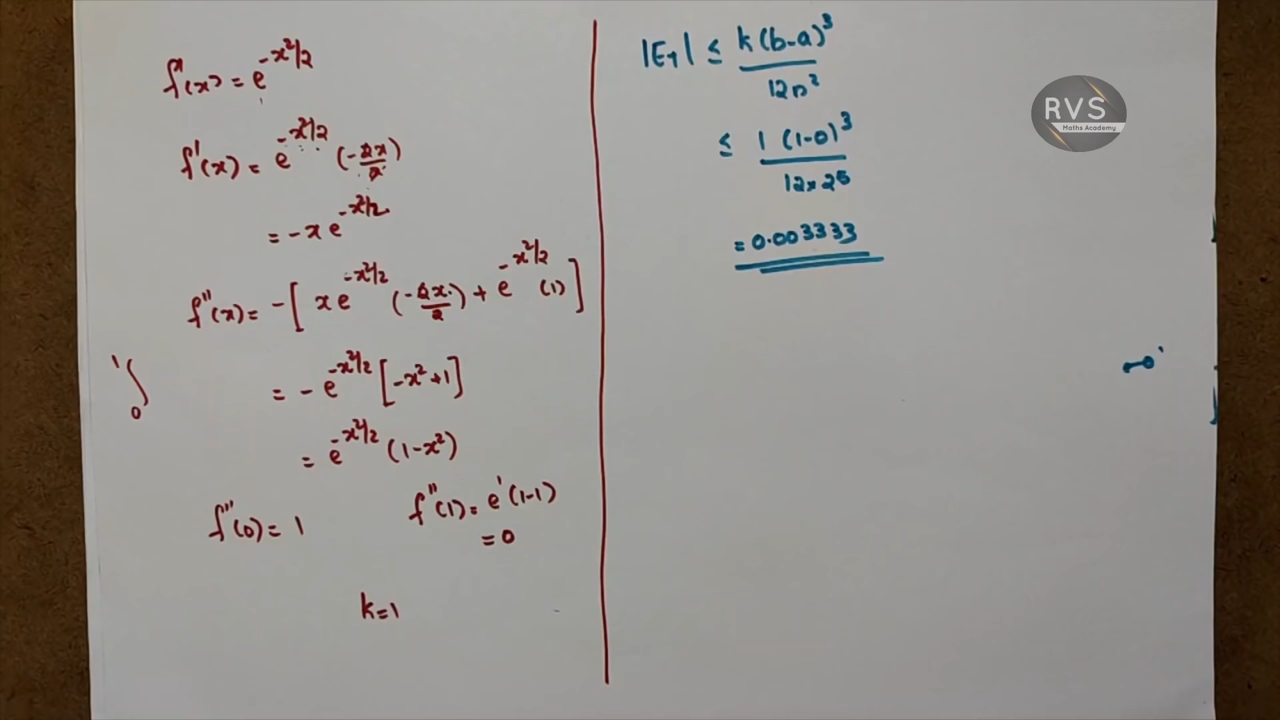 f(x) = e^{-x²/2}
f'(x) = e^{-x²/2} (-2x/2)
= -x e^{-x²/2}
f''(x) = -[ x e^{-x²/2} (-2x/2) + e^{-x²/2} (1) ]
= - e^{-x²/2} [-x²+1]
∫₀¹
= e^{-x²/2} (1-x²)
f''(0) = 1
f''(1) = e¹(1-1)
= 0
k=1
|E_T| ≤ k(b-a)³/12n²
≤ 1 (1-0)³/12×25
= 0.003333
RVS
Maths Academy